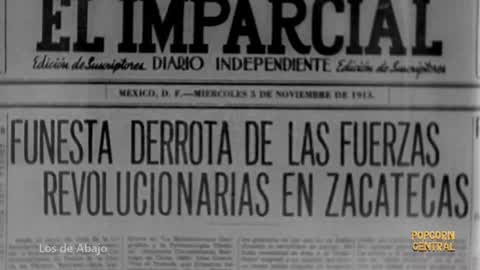 EL IMPARCIAL
Edición de Suscriptores DIARIO INDEPENDIENTE Edición de Suscriptores
MEXICO, D. F.—MIERCOLES 5 DE NOVIEMBRE DE 1913.
FUNESTA DERROTA DE LAS FUERZAS
REVOLUCIONARIAS EN ZACATECAS
Los de Abajo
POPCORN
CENTRAL